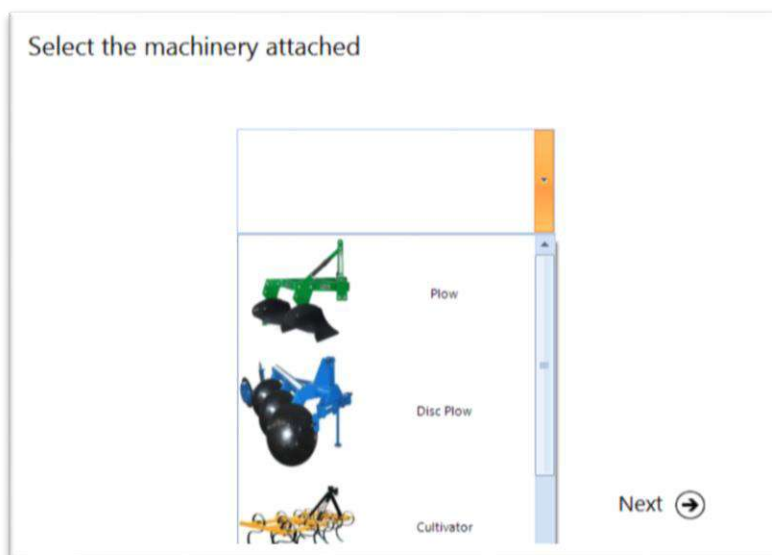 Select the machinery attached
Plow
Disc Plow
Cultivator
Next